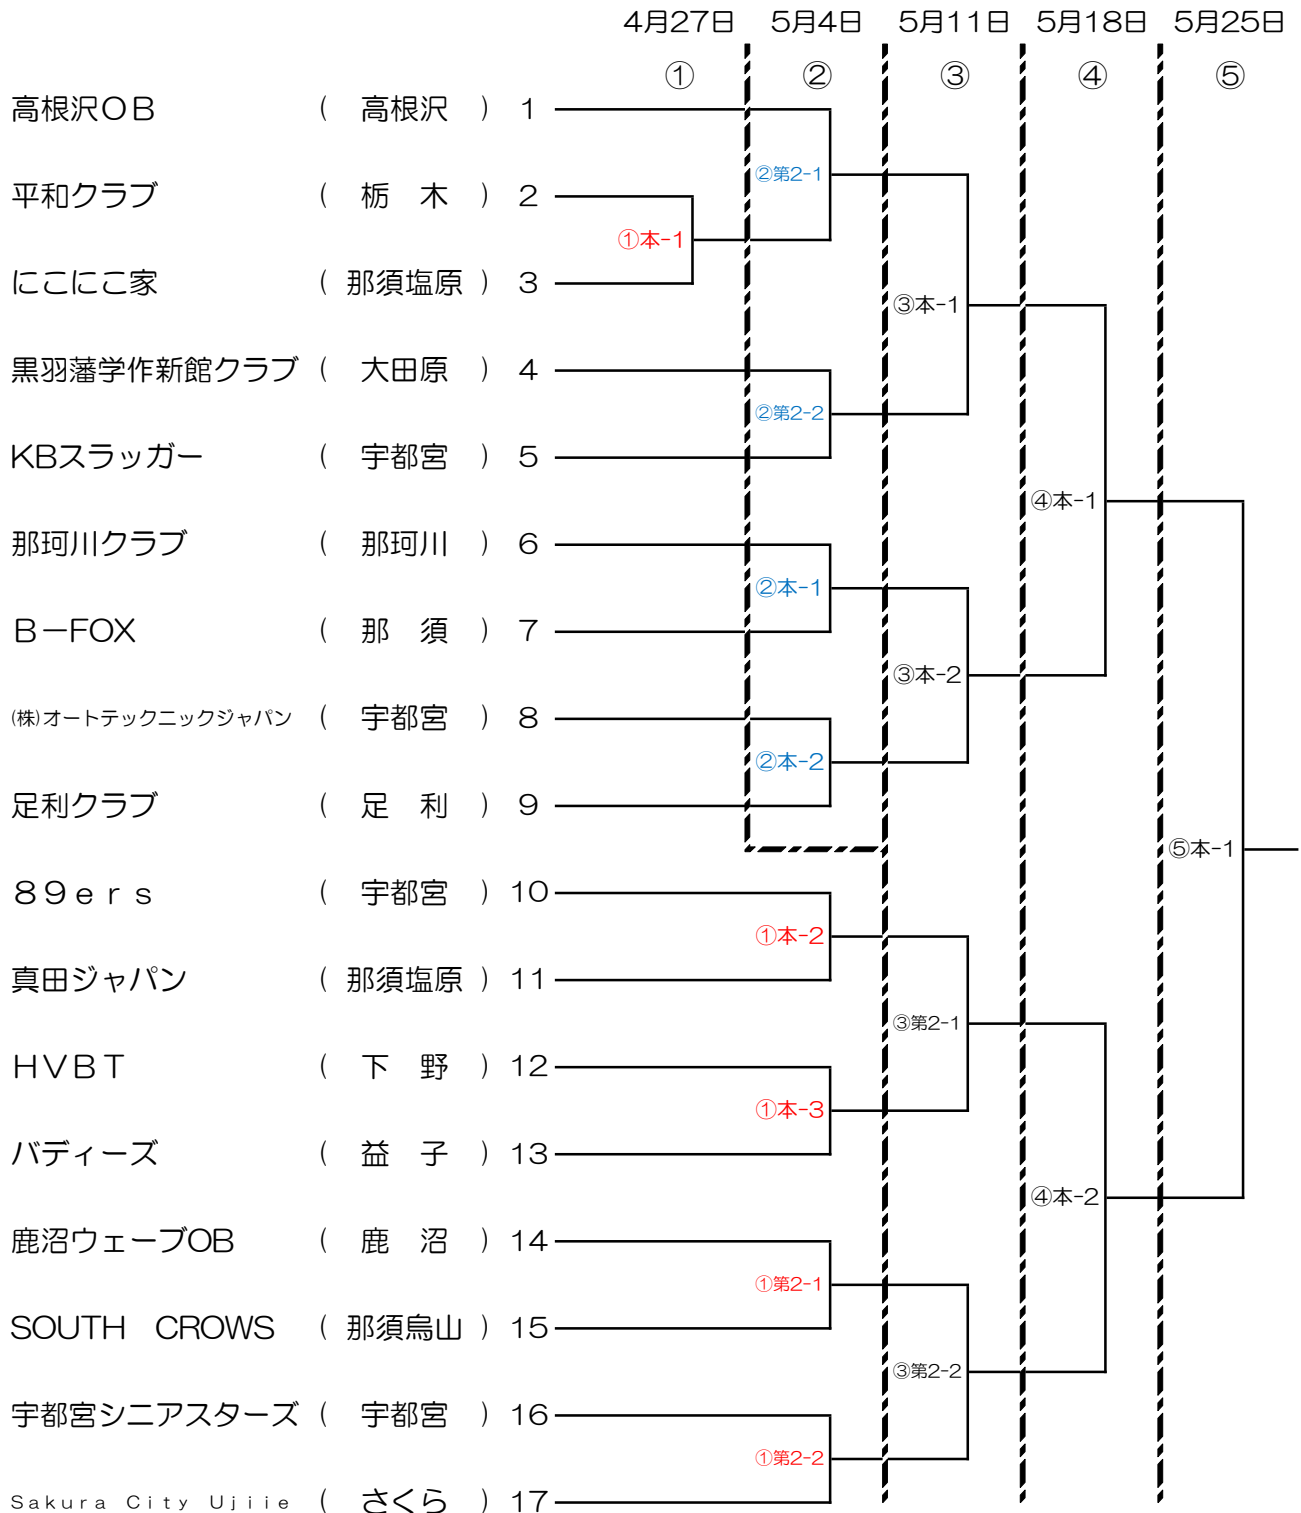 4月27日 5月4日 5月11日 5月18日 5月25日
① ② ③ ④ ⑤
高根沢OB ( 高根沢 ) 1
②第2-1
平和クラブ ( 栃 木 ) 2
①本-1
にこにこ家 ( 那須塩原 ) 3
③本-1
黒羽藩学作新館クラブ ( 大田原 ) 4
②第2-2
KBスラッガー ( 宇都宮 ) 5
④本-1
那珂川クラブ ( 那珂川 ) 6
②本-1
B-FOX ( 那 須 ) 7
③本-2
(株)オートテックニックジャパン ( 宇都宮 ) 8
②本-2
足利クラブ ( 足 利 ) 9
⑤本-1
89ers ( 宇都宮 ) 10
①本-2
真田ジャパン ( 那須塩原 ) 11
③第2-1
HVBT ( 下 野 ) 12
①本-3
バディーズ ( 益 子 ) 13
④本-2
鹿沼ウェーブOB ( 鹿 沼 ) 14
①第2-1
SOUTH CROWS ( 那須烏山 ) 15
③第2-2
宇都宮シニアスターズ ( 宇都宮 ) 16
①第2-2
Sakura City Ujiie ( さくら ) 17